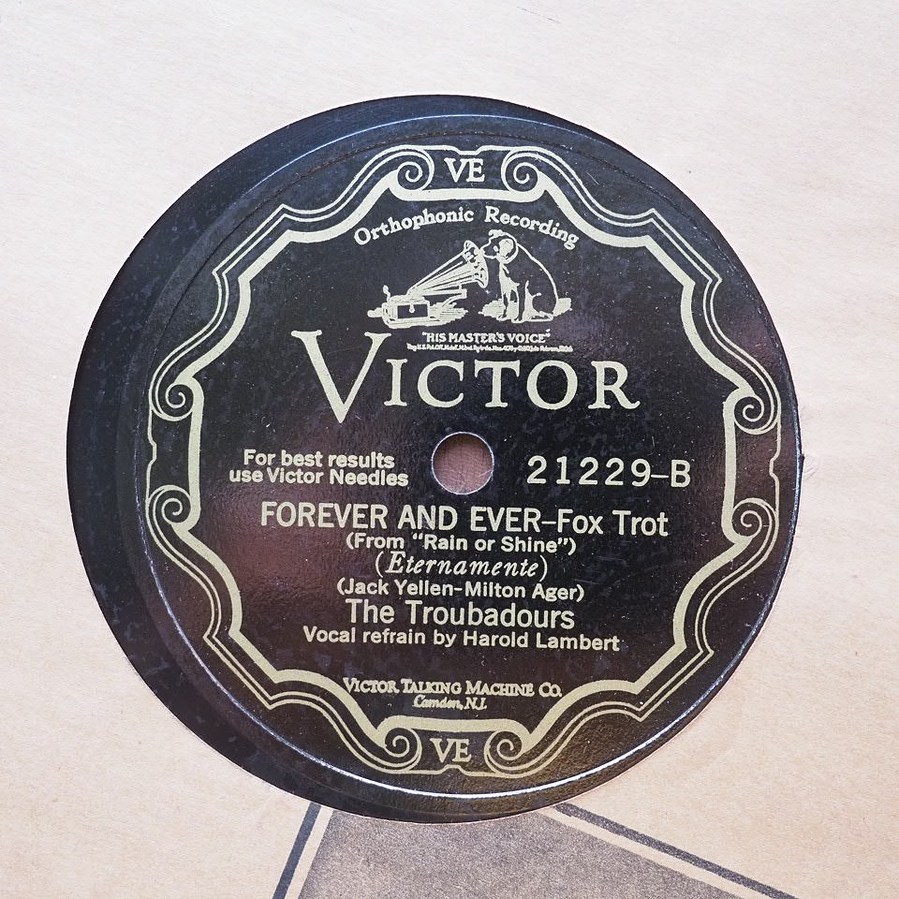 VE
Orthophonic Recording
"HIS MASTER'S VOICE"
VICTOR
For best results
use Victor Needles
21229-B
FOREVER AND EVER-Fox Trot
(From "Rain or Shine")
(Eternamente)
(Jack Yellen-Milton Ager)
The Troubadours
Vocal refrain by Harold Lambert
VICTOR TALKING MACHINE CO.
Camden, N.J.
VE